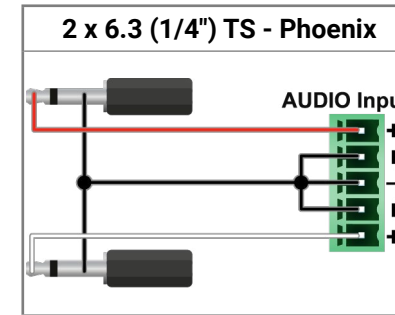 2 x 6.3 (1/4") TS - Phoenix
AUDIO Inpu
+
–
+